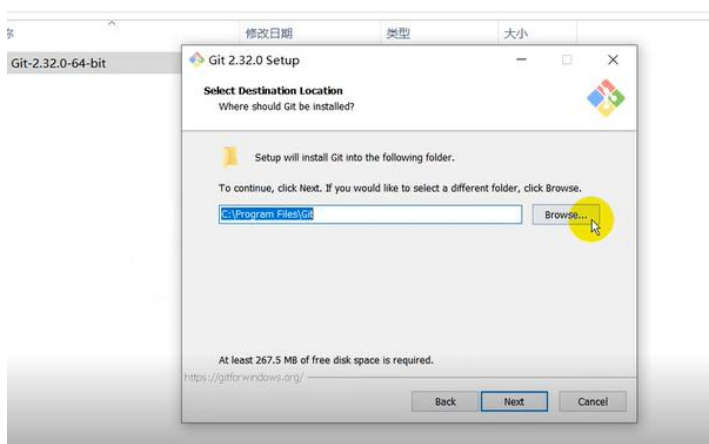 修改日期 类型 大小
Git-2.32.0-64-bit
Git 2.32.0 Setup
Select Destination Location
Where should Git be installed?
Setup will install Git into the following folder.
To continue, click Next. If you would like to select a different folder, click Browse.
C:\Program Files\Git
Browse...
At least 267.5 MB of free disk space is required.
https://gitforwindows.org/
Back Next Cancel